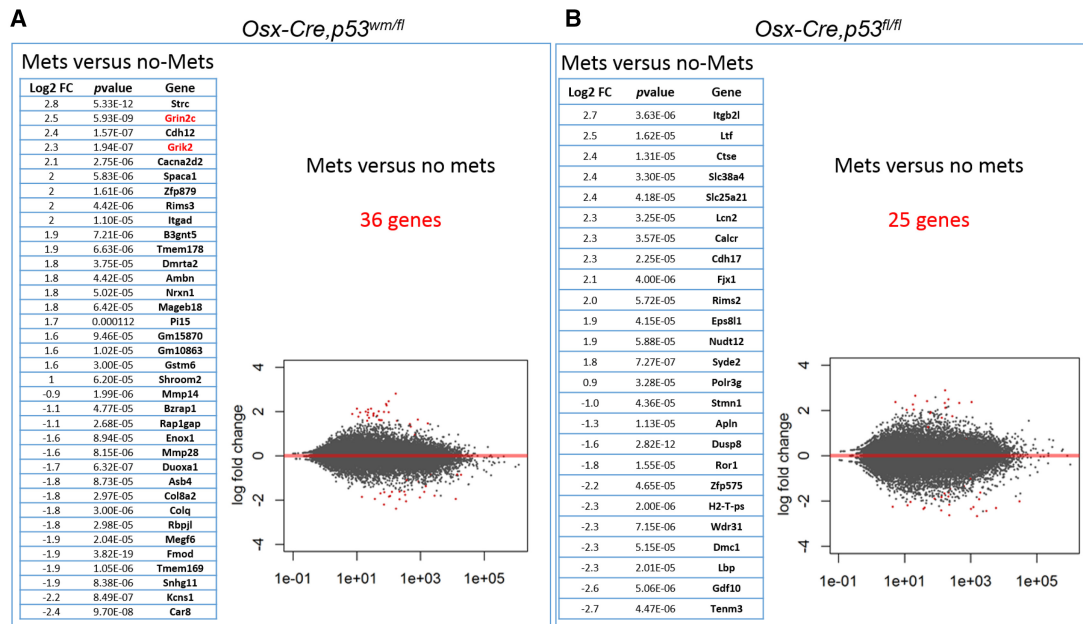 A
Osx-Cre,p53wm/fl
Mets versus no-Mets
Log2 FC pvalue Gene
2.8 5.33E-12 Strc
2.5 5.93E-09 Grin2c
2.4 1.57E-07 Cdh12
2.3 1.94E-07 Grik2
2.1 2.75E-06 Cacna2d2
2 5.83E-06 Spaca1
2 1.61E-06 Zfp879
2 4.42E-06 Rims3
2 1.10E-05 Itgad
1.9 7.21E-06 B3gnt5
1.9 6.63E-06 Tmem178
1.8 3.75E-05 Dmrta2
1.8 4.42E-05 Ambn
1.8 5.02E-05 Nrxn1
1.8 6.42E-05 Mageb18
1.7 0.000112 Pi15
1.6 9.46E-05 Gm15870
1.6 1.02E-05 Gm10863
1.6 3.00E-05 Gstm6
1 6.20E-05 Shroom2
-0.9 1.99E-06 Mmp14
-1.1 4.77E-05 Bzrap1
-1.1 2.68E-05 Rap1gap
-1.6 8.94E-05 Enox1
-1.6 8.15E-06 Mmp28
-1.7 6.32E-07 Duoxa1
-1.8 8.73E-05 Asb4
-1.8 2.97E-05 Col8a2
-1.8 3.00E-06 Colq
-1.8 2.98E-05 Rbpjl
-1.9 2.04E-05 Megf6
-1.9 3.82E-19 Fmod
-1.9 1.05E-06 Tmem169
-1.9 8.38E-06 Snhg11
-2.2 8.49E-07 Kcns1
-2.4 9.70E-08 Car8
Mets versus no mets
36 genes
log fold change
4
2
0
-2
-4
1e-01 1e+01 1e+03 1e+05
B
Osx-Cre,p53fl/fl
Mets versus no-Mets
Log2 FC pvalue Gene
2.7 3.63E-06 Itgb2l
2.5 1.62E-05 Ltf
2.4 1.31E-05 Ctse
2.4 3.30E-05 Slc38a4
2.4 4.18E-05 Slc25a21
2.3 3.25E-05 Lcn2
2.3 3.57E-05 Calcr
2.3 2.25E-05 Cdh17
2.1 4.00E-06 Fjx1
2.0 5.72E-05 Rims2
1.9 4.15E-05 Eps8l1
1.9 5.88E-05 Nudt12
1.8 7.27E-07 Syde2
0.9 3.28E-05 Polr3g
-1.0 4.36E-05 Stmn1
-1.3 1.13E-05 Apln
-1.6 2.82E-12 Dusp8
-1.8 1.55E-05 Ror1
-2.2 4.65E-05 Zfp575
-2.3 2.00E-06 H2-T-ps
-2.3 7.15E-06 Wdr31
-2.3 5.15E-05 Dmc1
-2.3 2.01E-05 Lbp
-2.6 5.06E-06 Gdf10
-2.7 4.47E-06 Tenm3
Mets versus no mets
25 genes
log fold change
4
2
0
-2
-4
1e-01 1e+01 1e+03 1e+05